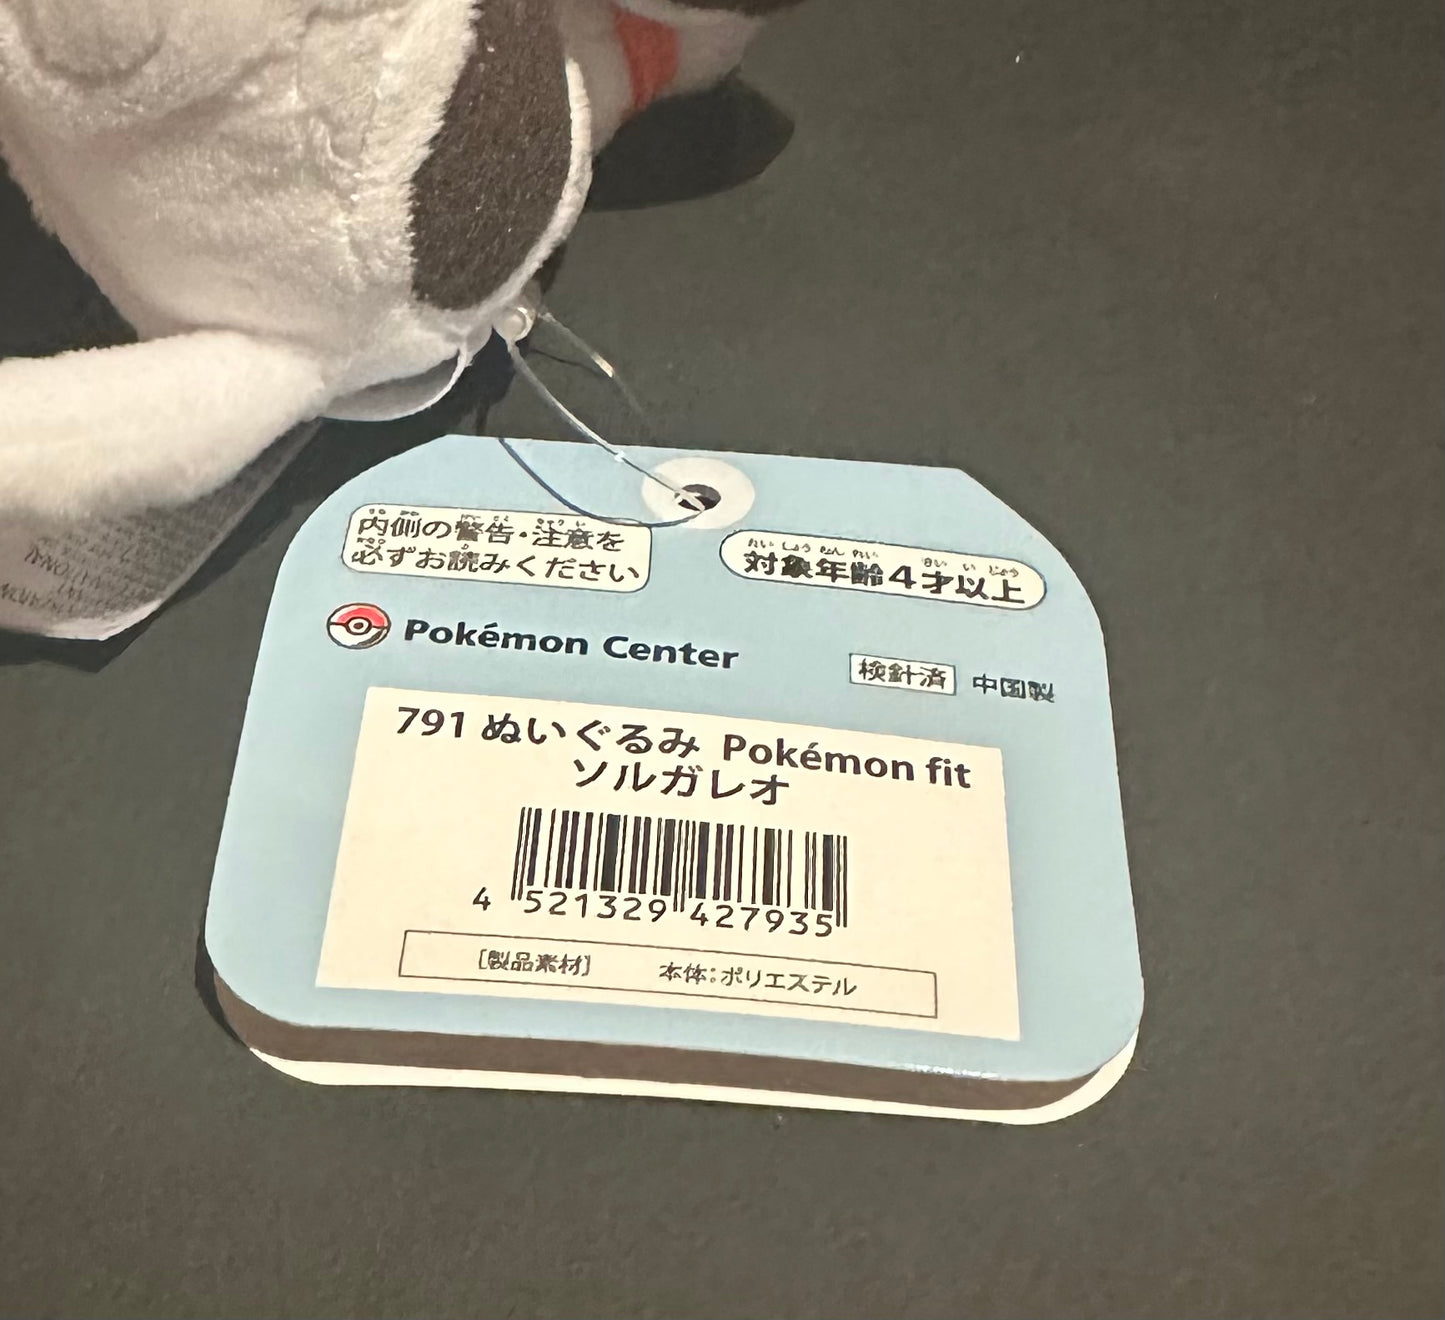 内側の警告・注意を
必ずお読みください
対象年齢4才以上
Pokémon Center
検針済 中国製
791 ぬいぐるみ Pokémon fit
ソルガレオ
4 521329 427935
[製品素材] 本体:ポリエステル